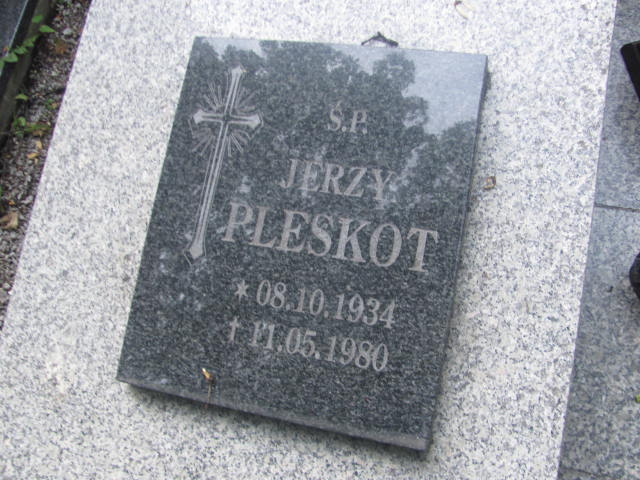 Ś.P.
JERZY
PLESKOT
* 08.10.1934
† 11.05.1980